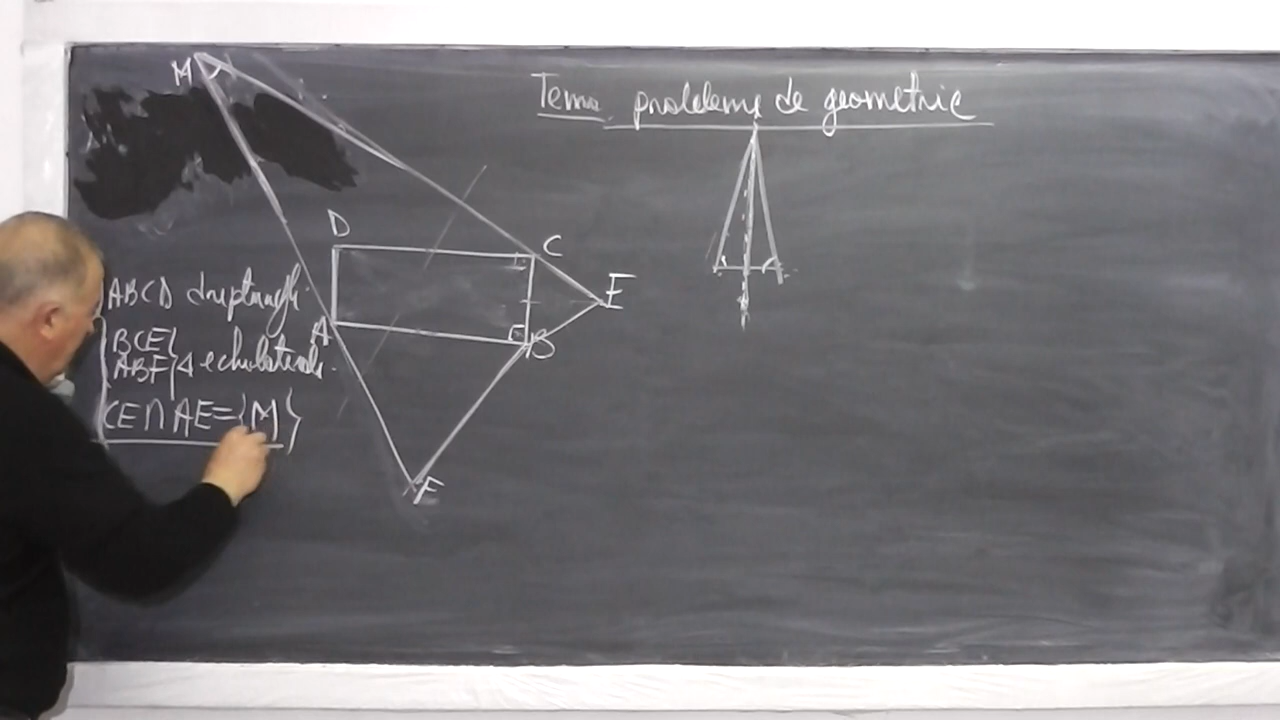 Tema probleme de geometrie
M
D
C
E
A
B
F
ABCD dreptunghi
BCE
ABF } Δ echilaterale
CE∩AE={M}